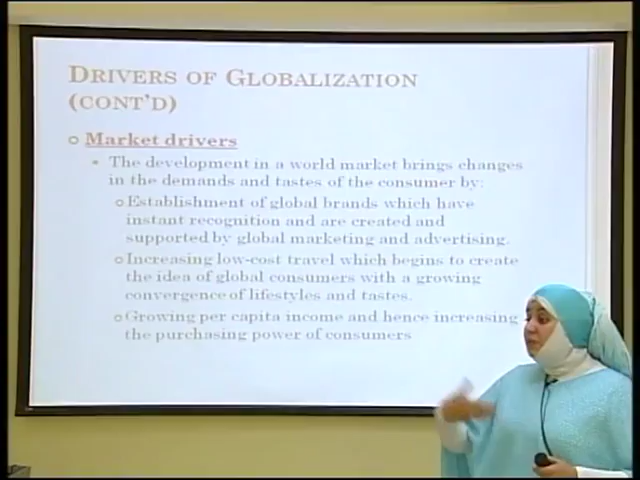 DRIVERS OF GLOBALIZATION
(CONT'D)
Market drivers
The development in a world market brings changes
in the demands and tastes of the consumer by:
Establishment of global brands which have
instant recognition and are created and
supported by global marketing and advertising.
Increasing low-cost travel which begins to create
the idea of global consumers with a growing
convergence of lifestyles and tastes.
Growing per capita income and hence increasing
the purchasing power of consumers